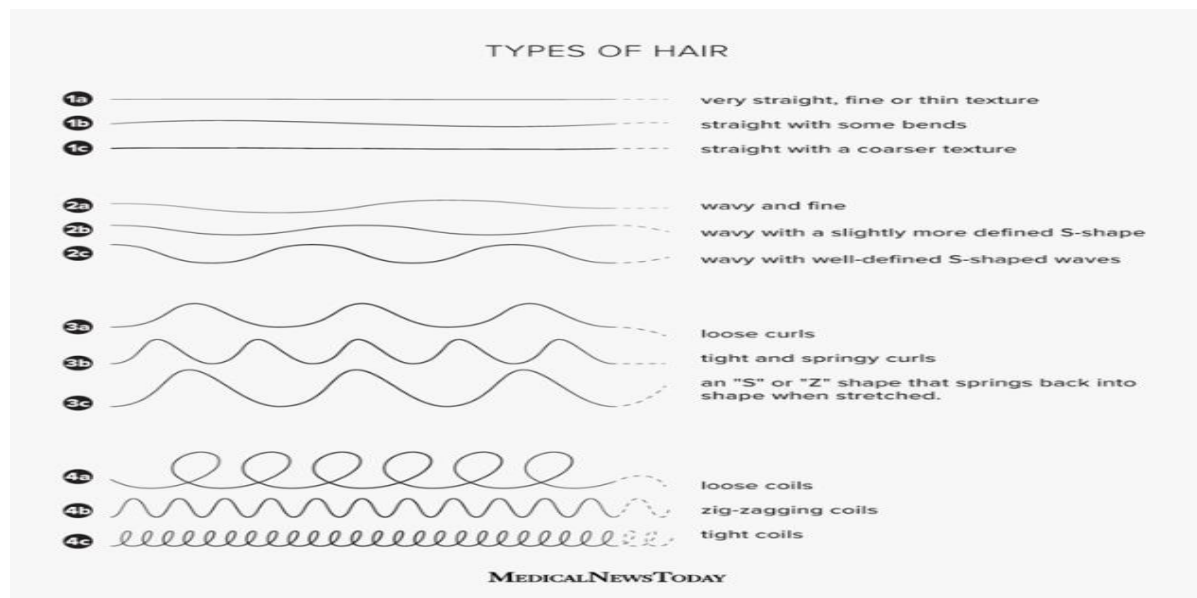 TYPES OF HAIR
1a very straight, fine or thin texture
1b straight with some bends
1c straight with a coarser texture
2a wavy and fine
2b wavy with a slightly more defined S-shape
2c wavy with well-defined S-shaped waves
3a loose curls
3b tight and springy curls
3c an "S" or "Z" shape that springs back into
shape when stretched.
4a loose coils
4b zig-zagging coils
4c tight coils
MEDICALNEWSTODAY